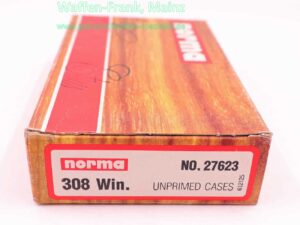 Waffen-Frank, Mainz
norma
norma
NO. 27623
308 Win.
UNPRIMED CASES